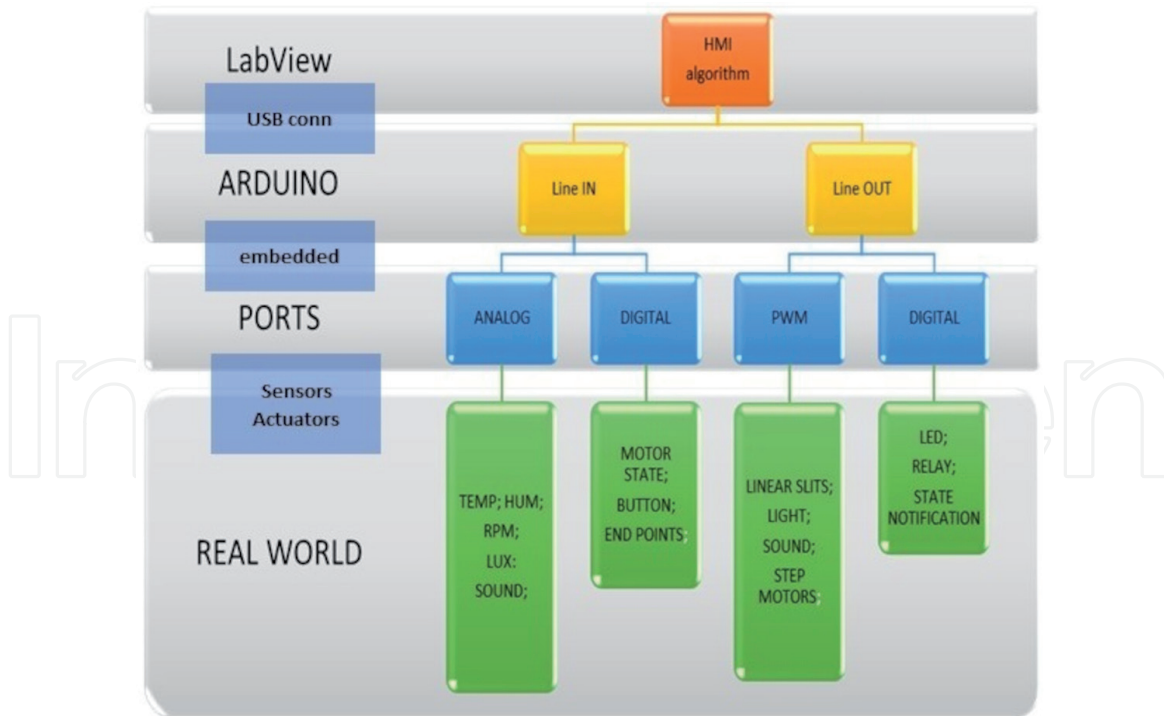 LabView
HMI
algorithm
USB conn
ARDUINO
Line IN
Line OUT
embedded
PORTS
ANALOG
DIGITAL
PWM
DIGITAL
Sensors
Actuators
REAL WORLD
TEMP; HUM;
RPM;
LUX:
SOUND;
MOTOR
STATE;
BUTTON;
END POINTS;
LINEAR SLITS;
LIGHT;
SOUND;
STEP
MOTORS;
LED;
RELAY;
STATE
NOTIFICATION